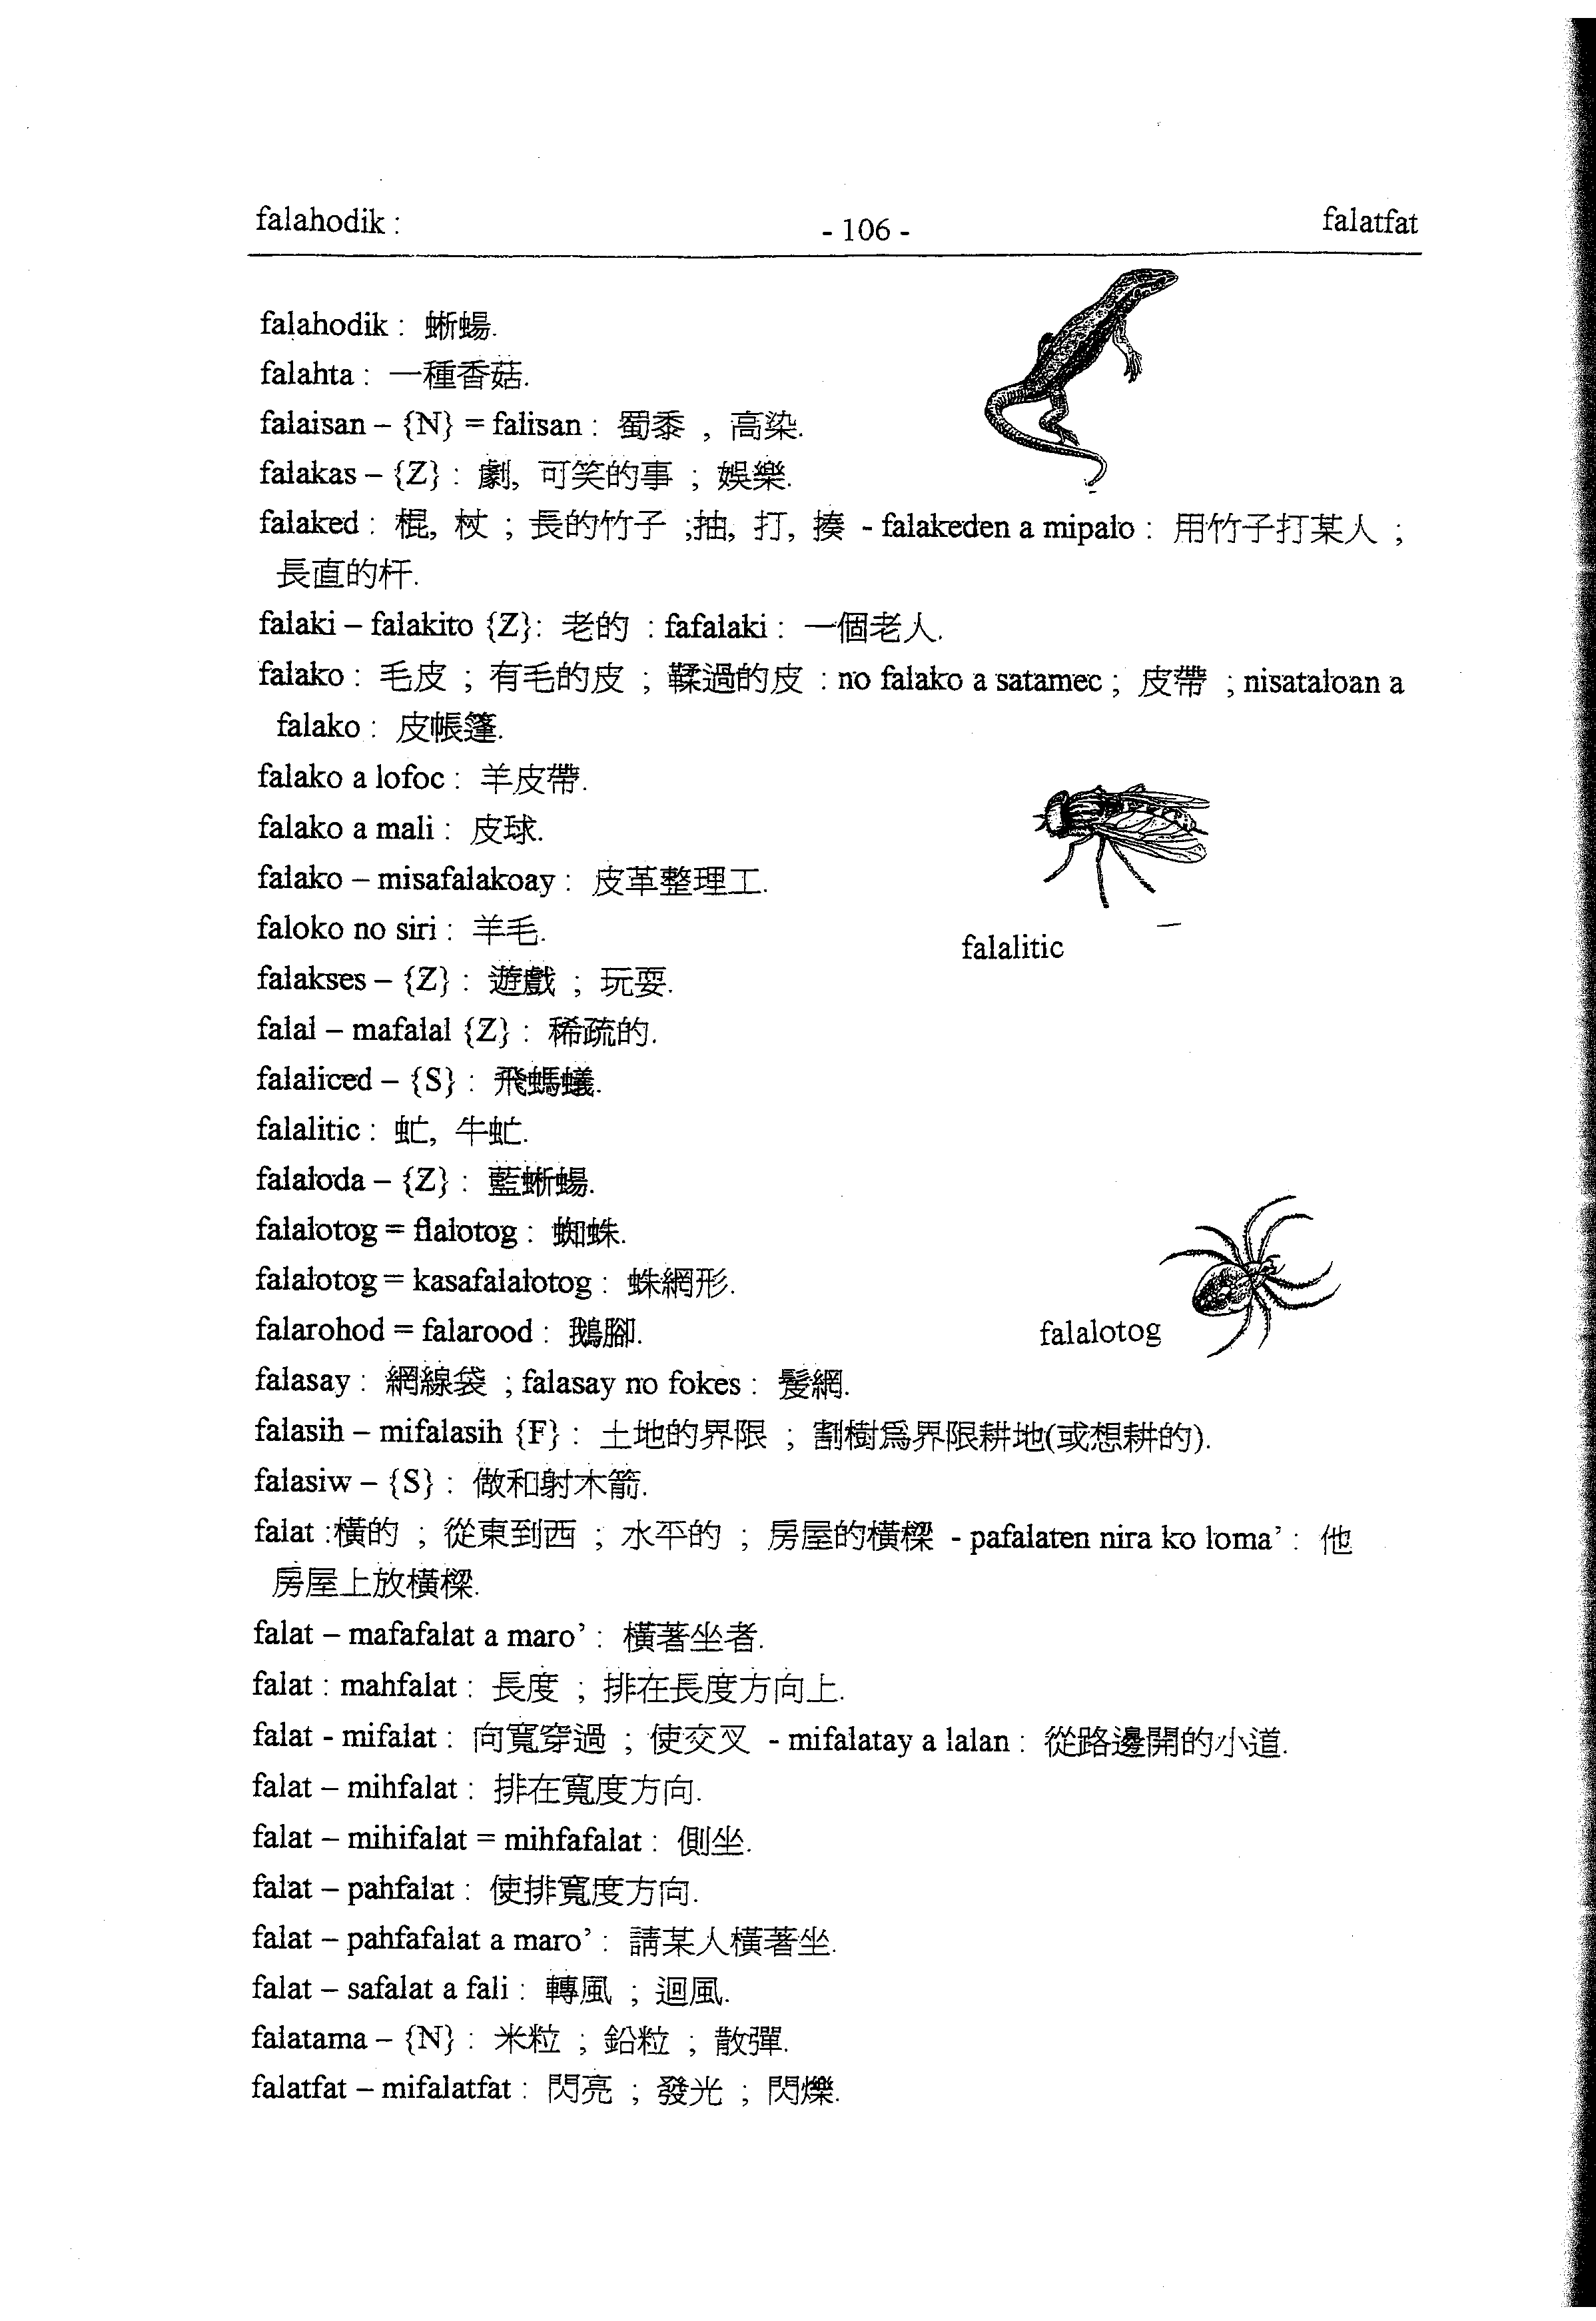 falahodik :
- 106 -
falatfat
falahodik : 蜥蜴.
falahta : 一種香菇.
falaisan – {N} = falisan : 蜀黍 , 高染.
falakas – {Z} : 劇, 可笑的事 ; 娛樂.
falaked : 棍, 杖 ; 長的竹子 ;抽, 打, 揍 - falakeden a mipalo : 用竹子打某人 ;
長直的杆.
falaki – falakito {Z}: 老的 : fafalaki : 一個老人.
falako : 毛皮 ; 有毛的皮 ; 鞣過的皮 : no falako a satamec ; 皮帶 ; nisataloan a
falako : 皮帳篷.
falako a lofoc : 羊皮帶.
falako a mali : 皮球.
falako – misafalakoay : 皮革整理工.
faloko no siri : 羊毛.
falalitic
falakses – {Z} : 遊戲 ; 玩耍.
falal – mafalal {Z} : 稀疏的.
falaliced – {S} : 飛螞蟻.
falalitic : 虻, 牛虻.
falaloda – {Z} : 藍蜥蜴.
falalotog = flalotog : 蜘蛛.
falalotog = kasafalalotog : 蛛網形.
falarohod = falarood : 鵝腳.
falalotog
falasay : 網線袋 ; falasay no fokes : 髮網.
falasih – mifalasih {F} : 土地的界限 ; 割樹爲界限耕地(或想耕的).
falasiw – {S} : 做和射木箭.
falat :橫的 ; 從東到西 ; 水平的 ; 房屋的橫樑 - pafalaten nira ko loma’ : 他
房屋上放橫樑.
falat – mafafalat a maro’ : 橫著坐者.
falat : mahfalat : 長度 ; 排在長度方向上.
falat - mifalat : 向寬穿過 ; 使交叉 - mifalatay a lalan : 從路邊開的小道.
falat – mihfalat : 排在寬度方向.
falat – mihifalat = mihfafalat : 側坐.
falat – pahfalat : 使排寬度方向.
falat – pahfafalat a maro’ : 請某人橫著坐.
falat – safalat a fali : 轉風 ; 迴風.
falatama – {N} : 米粒 ; 鉛粒 ; 散彈.
falatfat – mifalatfat : 閃亮 ; 發光 ; 閃爍.